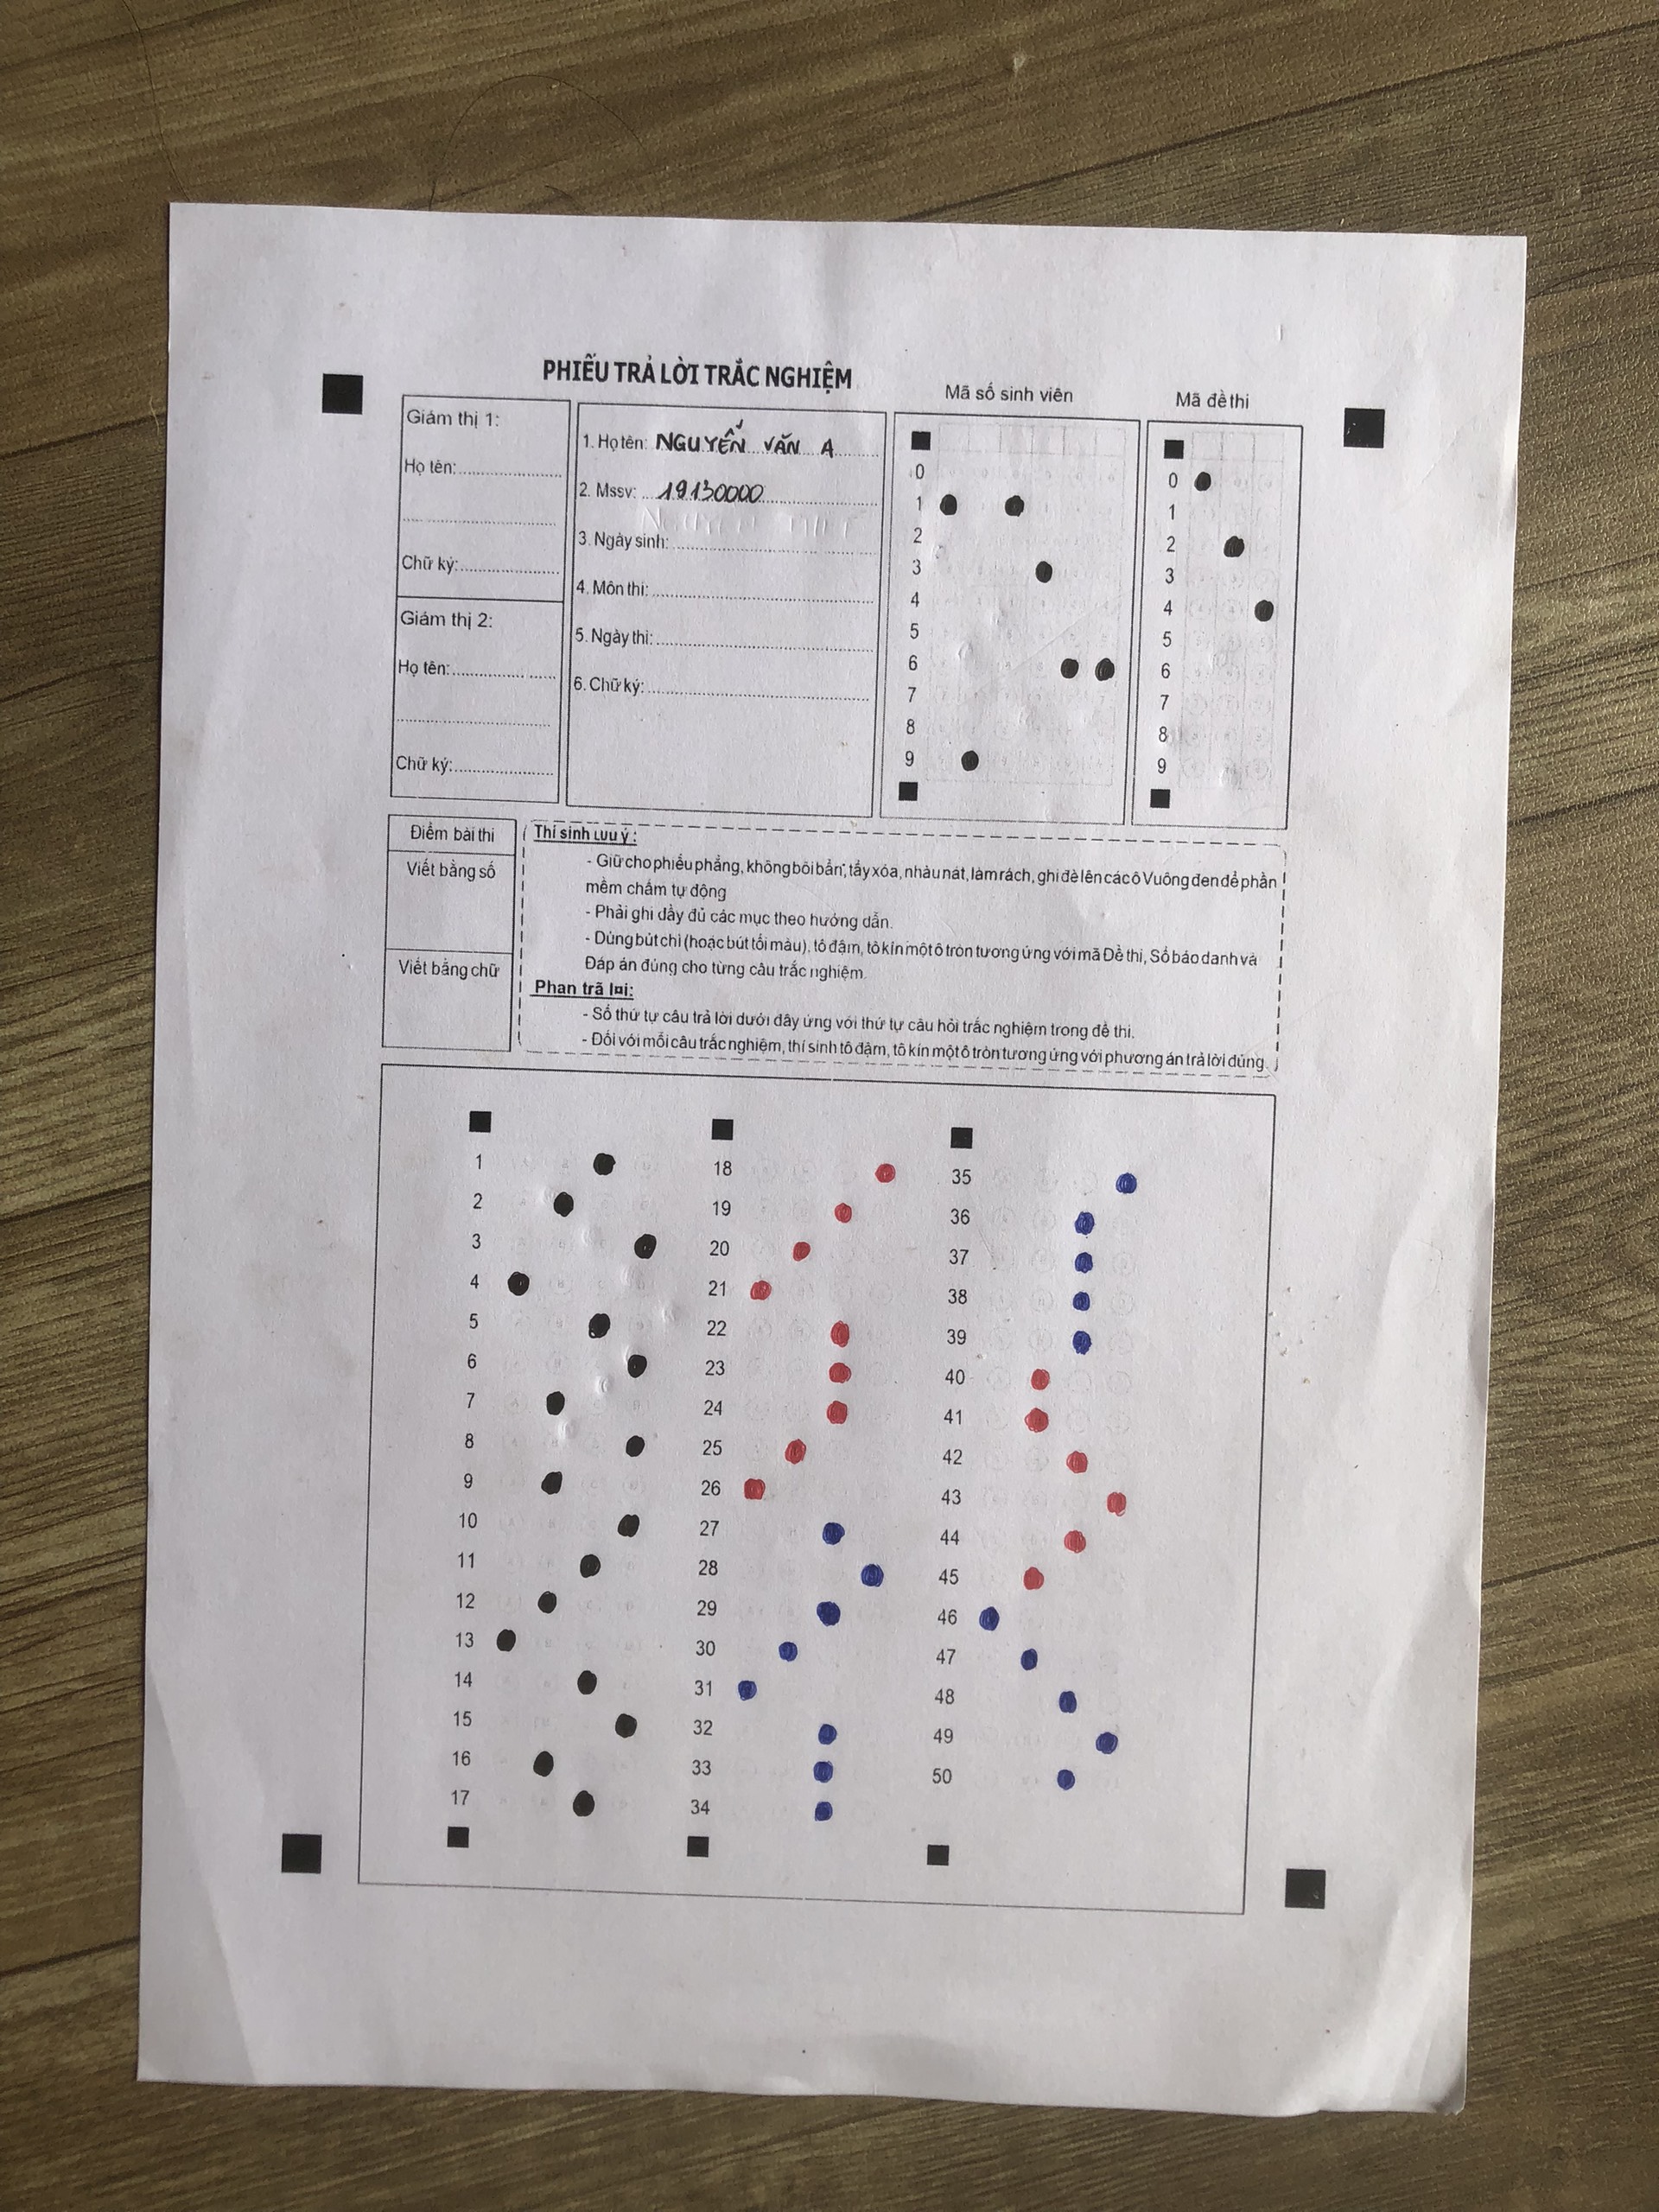 PHIẾU TRẢ LỜI TRẮC NGHIỆM
Giám thị 1:
Họ tên:
Chữ ký:
Giám thị 2:
Họ tên:
Chữ ký:
1. Họ tên: NGUYỄN VĂN A
2. Mssv: 19130000
3. Ngày sinh:
4. Môn thi:
5. Ngày thi:
6. Chữ ký:
Mã số sinh viên
0
1
2
3
4
5
6
7
8
9
Mã đề thi
0
1
2
3
4
5
6
7
8
9
Điểm bài thi
Viết bằng số
Viết bằng chữ
Thí sinh lưu ý:
- Giữ cho phiếu phẳng, không bôi bẩn, tẩy xóa, nhàu nát, làm rách, ghi đè lên các ô Vuông đen để phần
mềm chấm tự động
- Phải ghi đầy đủ các mục theo hướng dẫn.
- Dùng bút chì (hoặc bút tối màu), tô đậm, tô kín một ô tròn tương ứng với mã Đề thi, Số báo danh và
Đáp án đúng cho từng câu trắc nghiệm.
Phan trã lơi:
- Số thứ tự câu trả lời dưới đây ứng với thứ tự câu hỏi trắc nghiệm trong đề thi.
- Đối với mỗi câu trắc nghiệm, thí sinh tô đậm, tô kín một ô tròn tương ứng với phương án trả lời đúng.
1
2
3
4
5
6
7
8
9
10
11
12
13
14
15
16
17
18
19
20
21
22
23
24
25
26
27
28
29
30
31
32
33
34
35
36
37
38
39
40
41
42
43
44
45
46
47
48
49
50